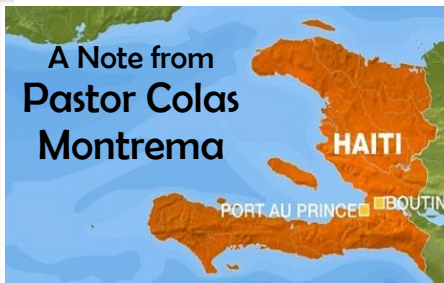 A Note from
Pastor Colas
Montrema
HAITI
PORT AU PRINCE
BOUTIN